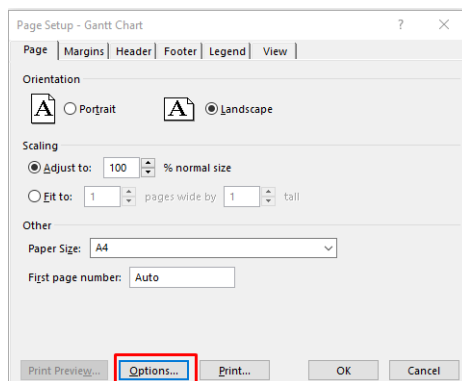 Page Setup - Gantt Chart ? ×
Page Margins Header Footer Legend View
Orientation
A Portrait A Landscape
Scaling
Adjust to: 100 % normal size
Fit to: 1 pages wide by 1 tall
Other
Paper Size: A4
First page number: Auto
Print Preview... Options... Print... OK Cancel